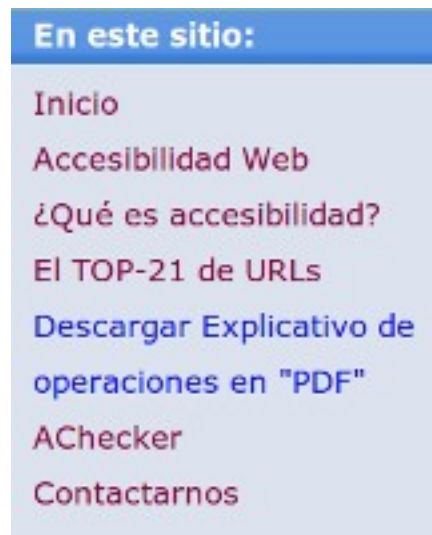 En este sitio:
Inicio
Accesibilidad Web
¿Qué es accesibilidad?
El TOP-21 de URLs
Descargar Explicativo de
operaciones en "PDF"
AChecker
Contactarnos